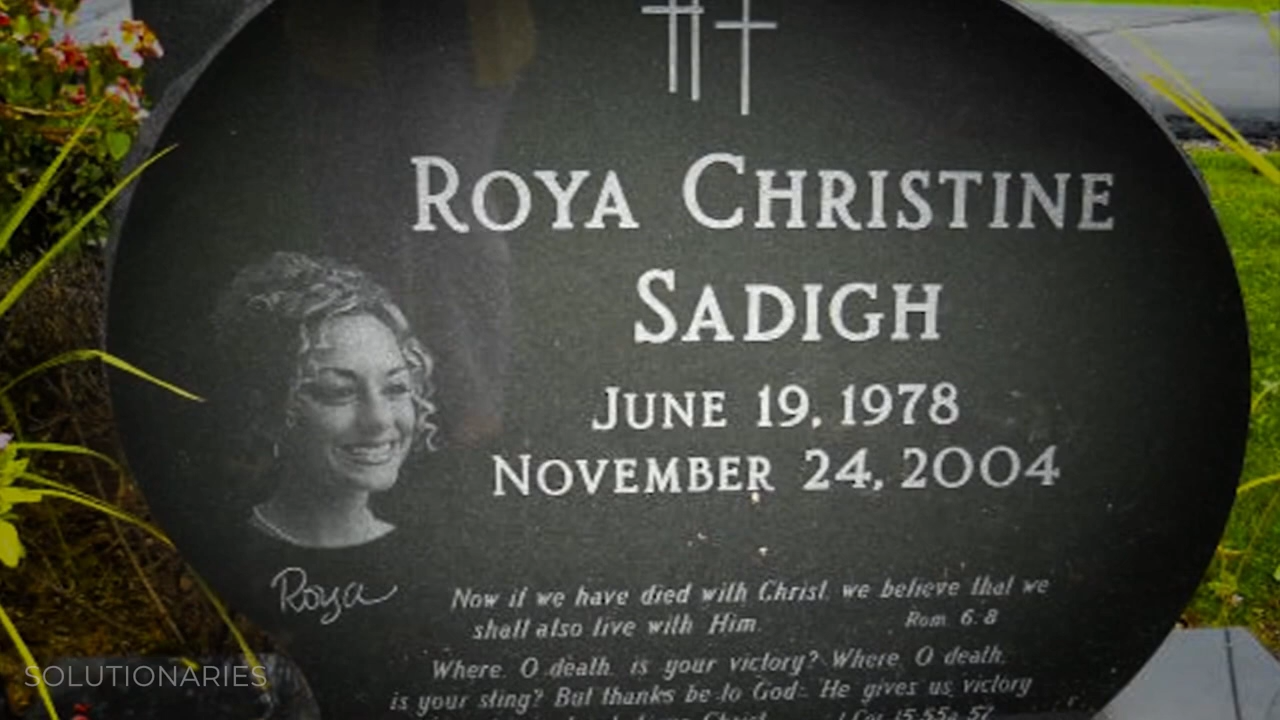 ROYA CHRISTINE
SADIGH
JUNE 19, 1978
NOVEMBER 24, 2004
Roya
Now if we have died with Christ, we believe that we
shall also live with Him. Rom. 6:8
Where, O death, is your victory? Where, O death,
is your sting? But thanks be to God: He gives us victory
Christ
SOLUTIONARIES